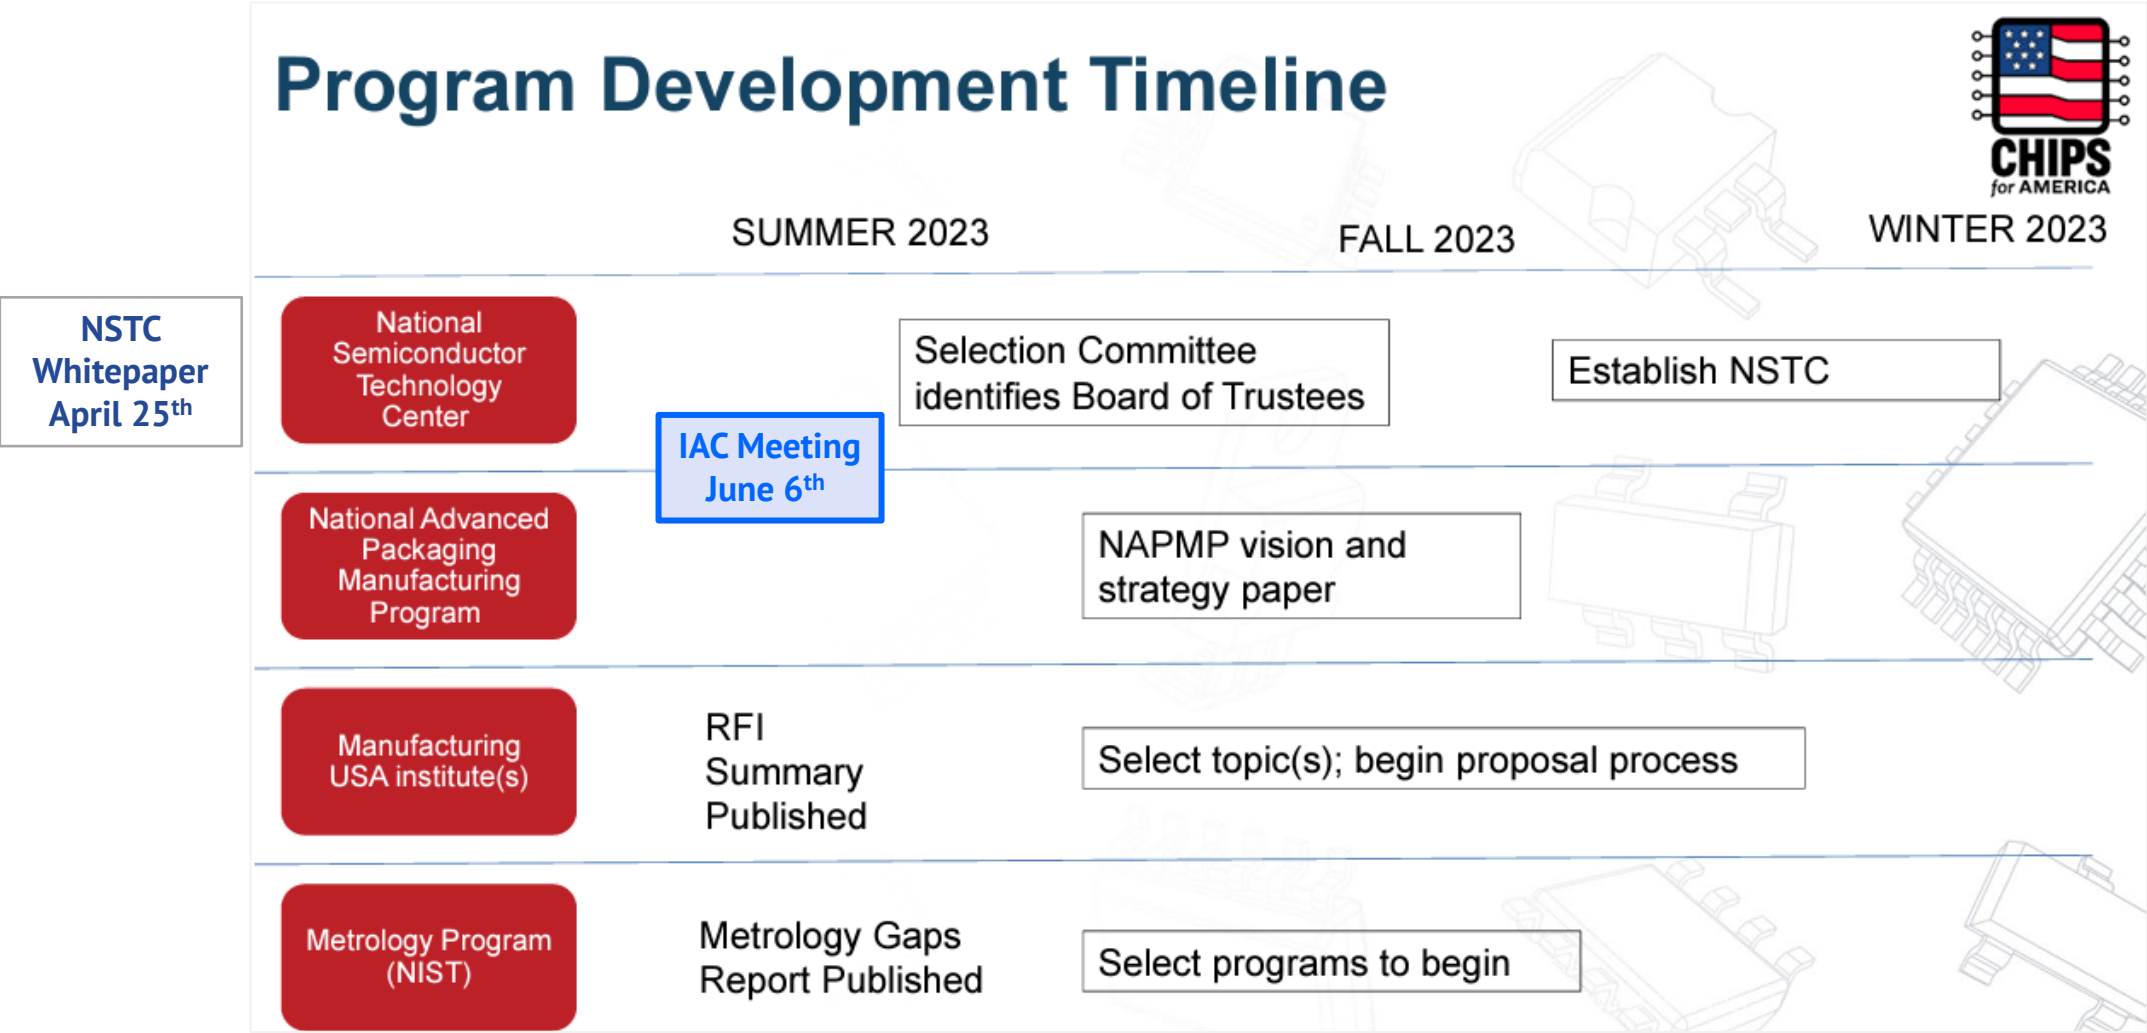 Program Development Timeline
CHIPS
for AMERICA
SUMMER 2023
FALL 2023
WINTER 2023
NSTC
Whitepaper
April 25th
National
Semiconductor
Technology
Center
Selection Committee
identifies Board of Trustees
Establish NSTC
IAC Meeting
June 6th
National Advanced
Packaging
Manufacturing
Program
NAPMP vision and
strategy paper
Manufacturing
USA institute(s)
RFI
Summary
Published
Select topic(s); begin proposal process
Metrology Program
(NIST)
Metrology Gaps
Report Published
Select programs to begin